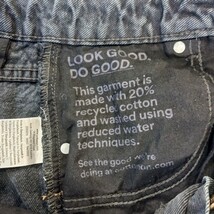 LOOK GOOD.
DO GOOD.
This garment is
made with 20%
recycled cotton
and washed using
reduced water
techniques.
See the good we're
doing at